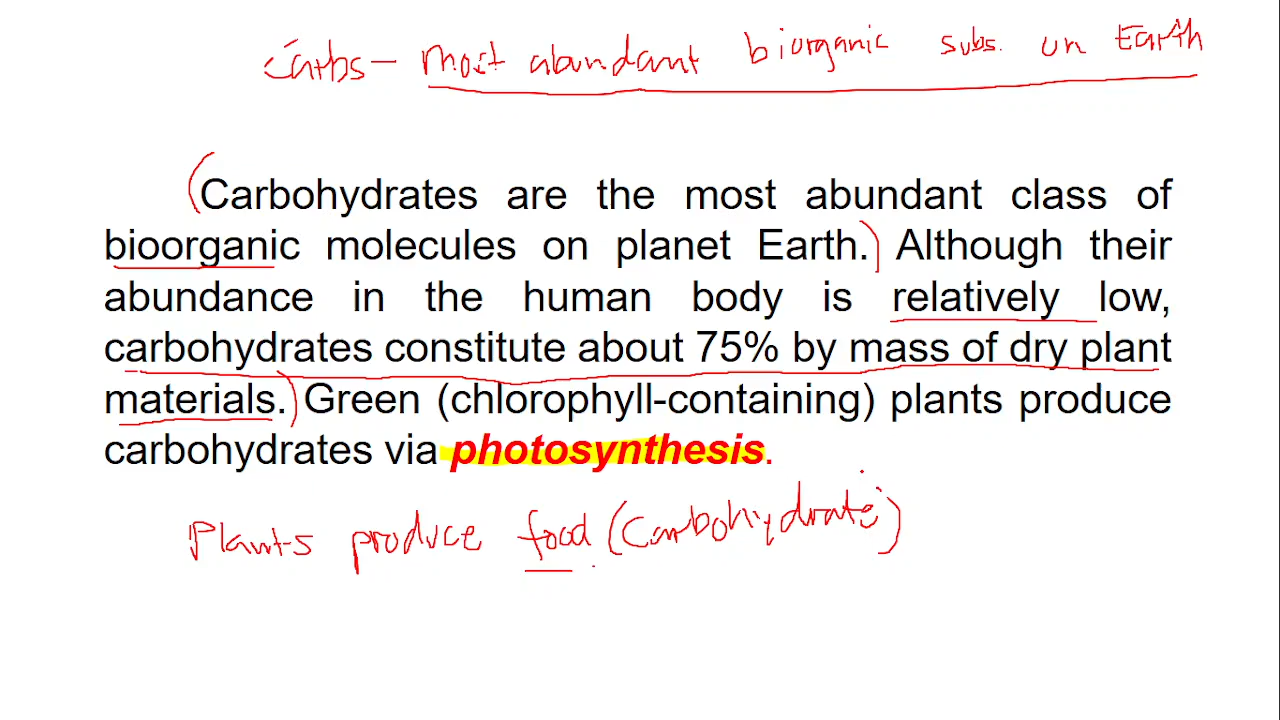 Carbs - most abundant biorganic subs. on Earth
Carbohydrates are the most abundant class of
bioorganic molecules on planet Earth. Although their
abundance in the human body is relatively low,
carbohydrates constitute about 75% by mass of dry plant
materials. Green (chlorophyll-containing) plants produce
carbohydrates via photosynthesis.
Plants produce food (Carbohydrate)